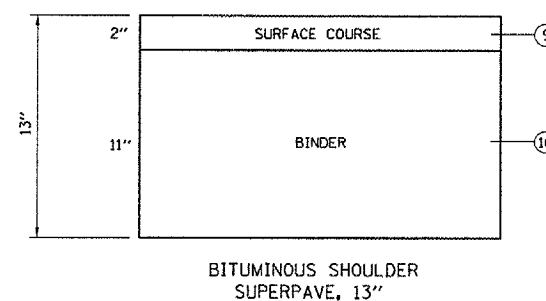 2" SURFACE COURSE
13"
11" BINDER
BITUMINOUS SHOULDER
SUPERPAVE, 13"